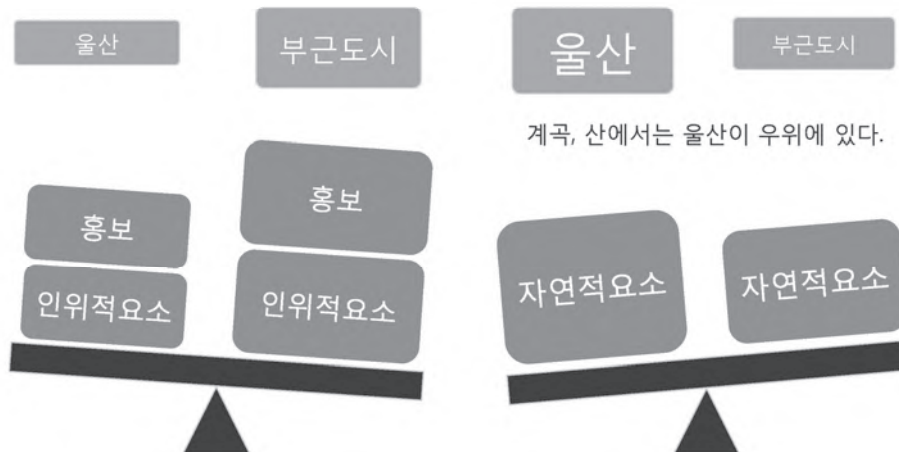 울산
부근도시
홍보
홍보
인위적요소
인위적요소
울산
부근도시
계곡, 산에서는 울산이 우위에 있다.
자연적요소
자연적요소